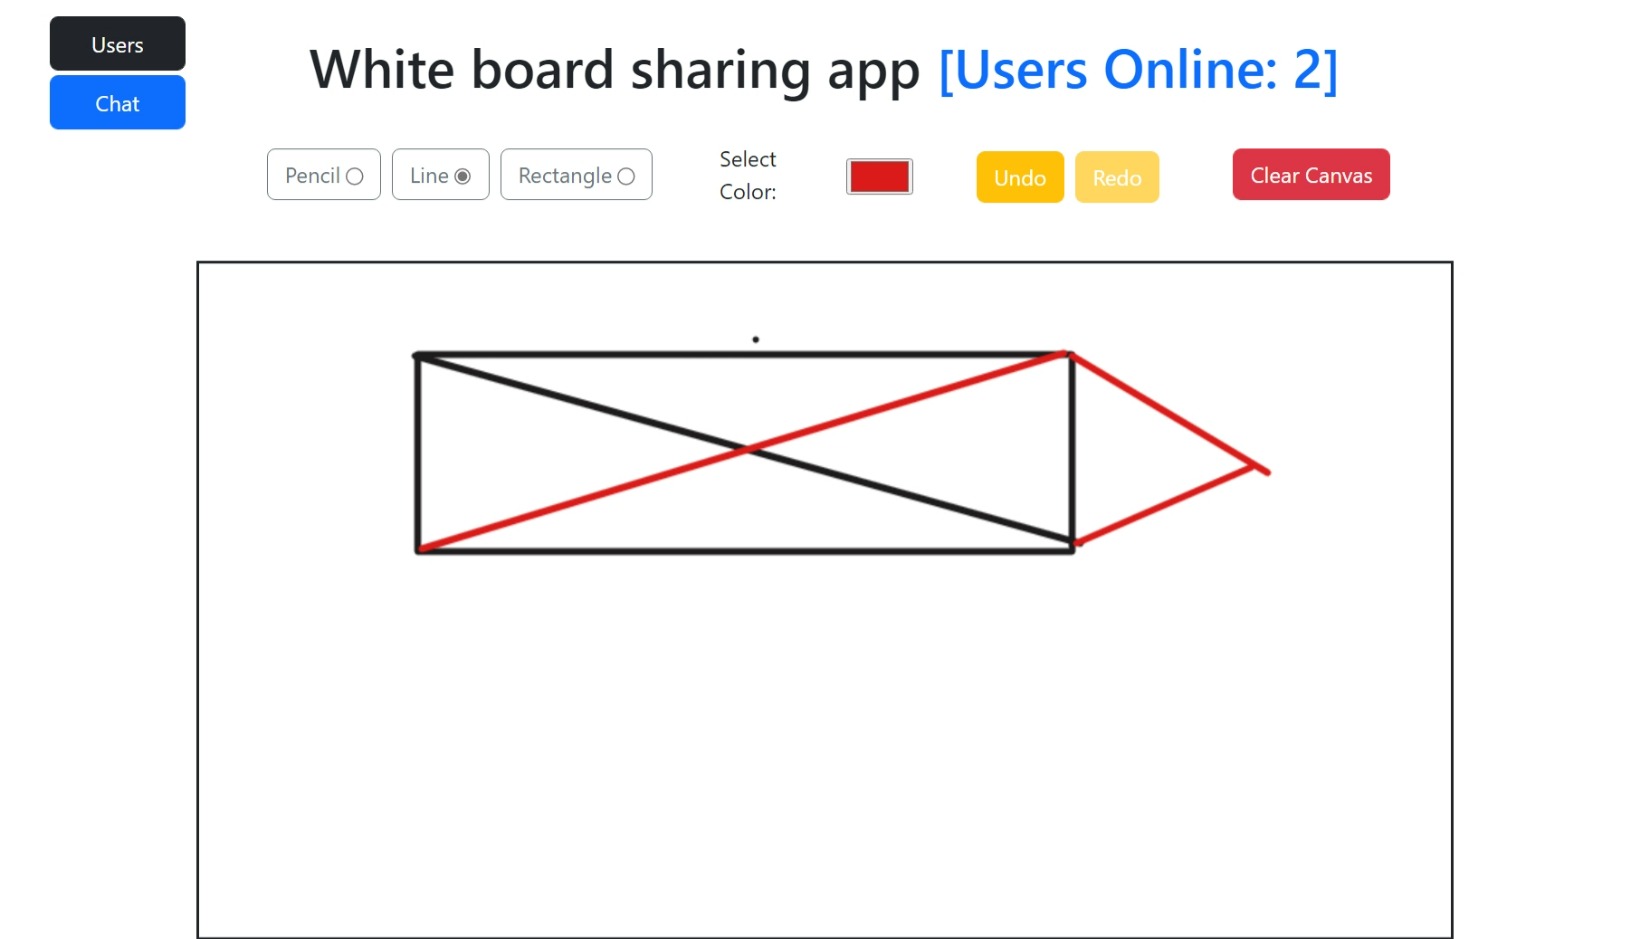 Users
Chat
White board sharing app [Users Online: 2]
Pencil
Line
Rectangle
Select
Color:
Undo
Redo
Clear Canvas